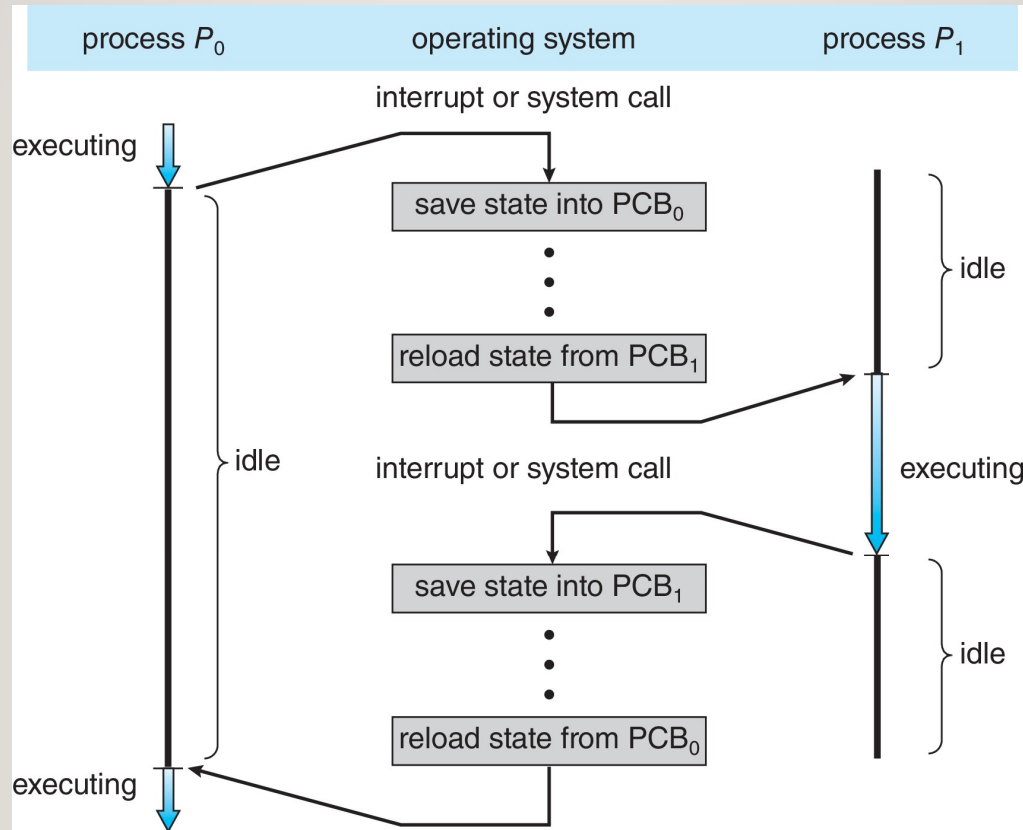 process P₀ operating system process P₁
interrupt or system call
executing
save state into PCB₀
idle
reload state from PCB₁
idle
interrupt or system call
executing
save state into PCB₁
idle
reload state from PCB₀
executing